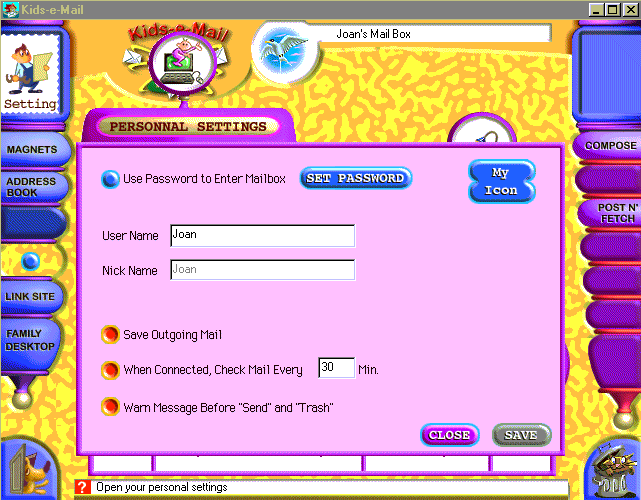 Kids-e-Mail
Kids-e-Mail
Joan's Mail Box
Setting
PERSONNAL SETTINGS
MAGNETS
ADDRESS
BOOK
LINK SITE
FAMILY
DESKTOP
COMPOSE
POST N'
FETCH
Use Password to Enter Mailbox
SET PASSWORD
My
Icon
User Name
Joan
Nick Name
Joan
Save Outgoing Mail
When Connected, Check Mail Every 30 Min.
Warn Message Before "Send" and "Trash"
CLOSE
SAVE
? Open your personal settings